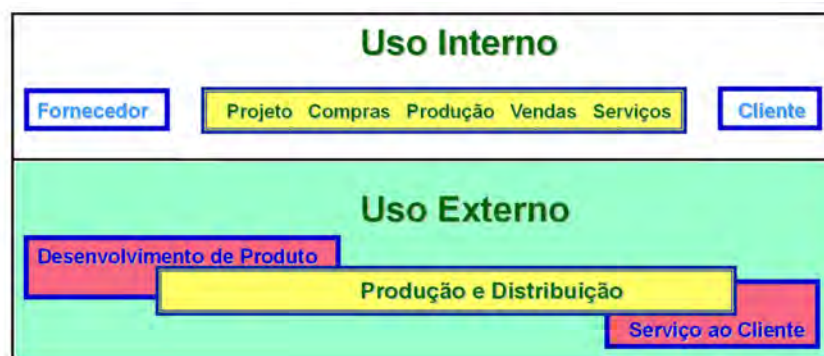 Uso Interno
Fornecedor
Projeto Compras Produção Vendas Serviços
Cliente
Uso Externo
Desenvolvimento de Produto
Produção e Distribuição
Serviço ao Cliente